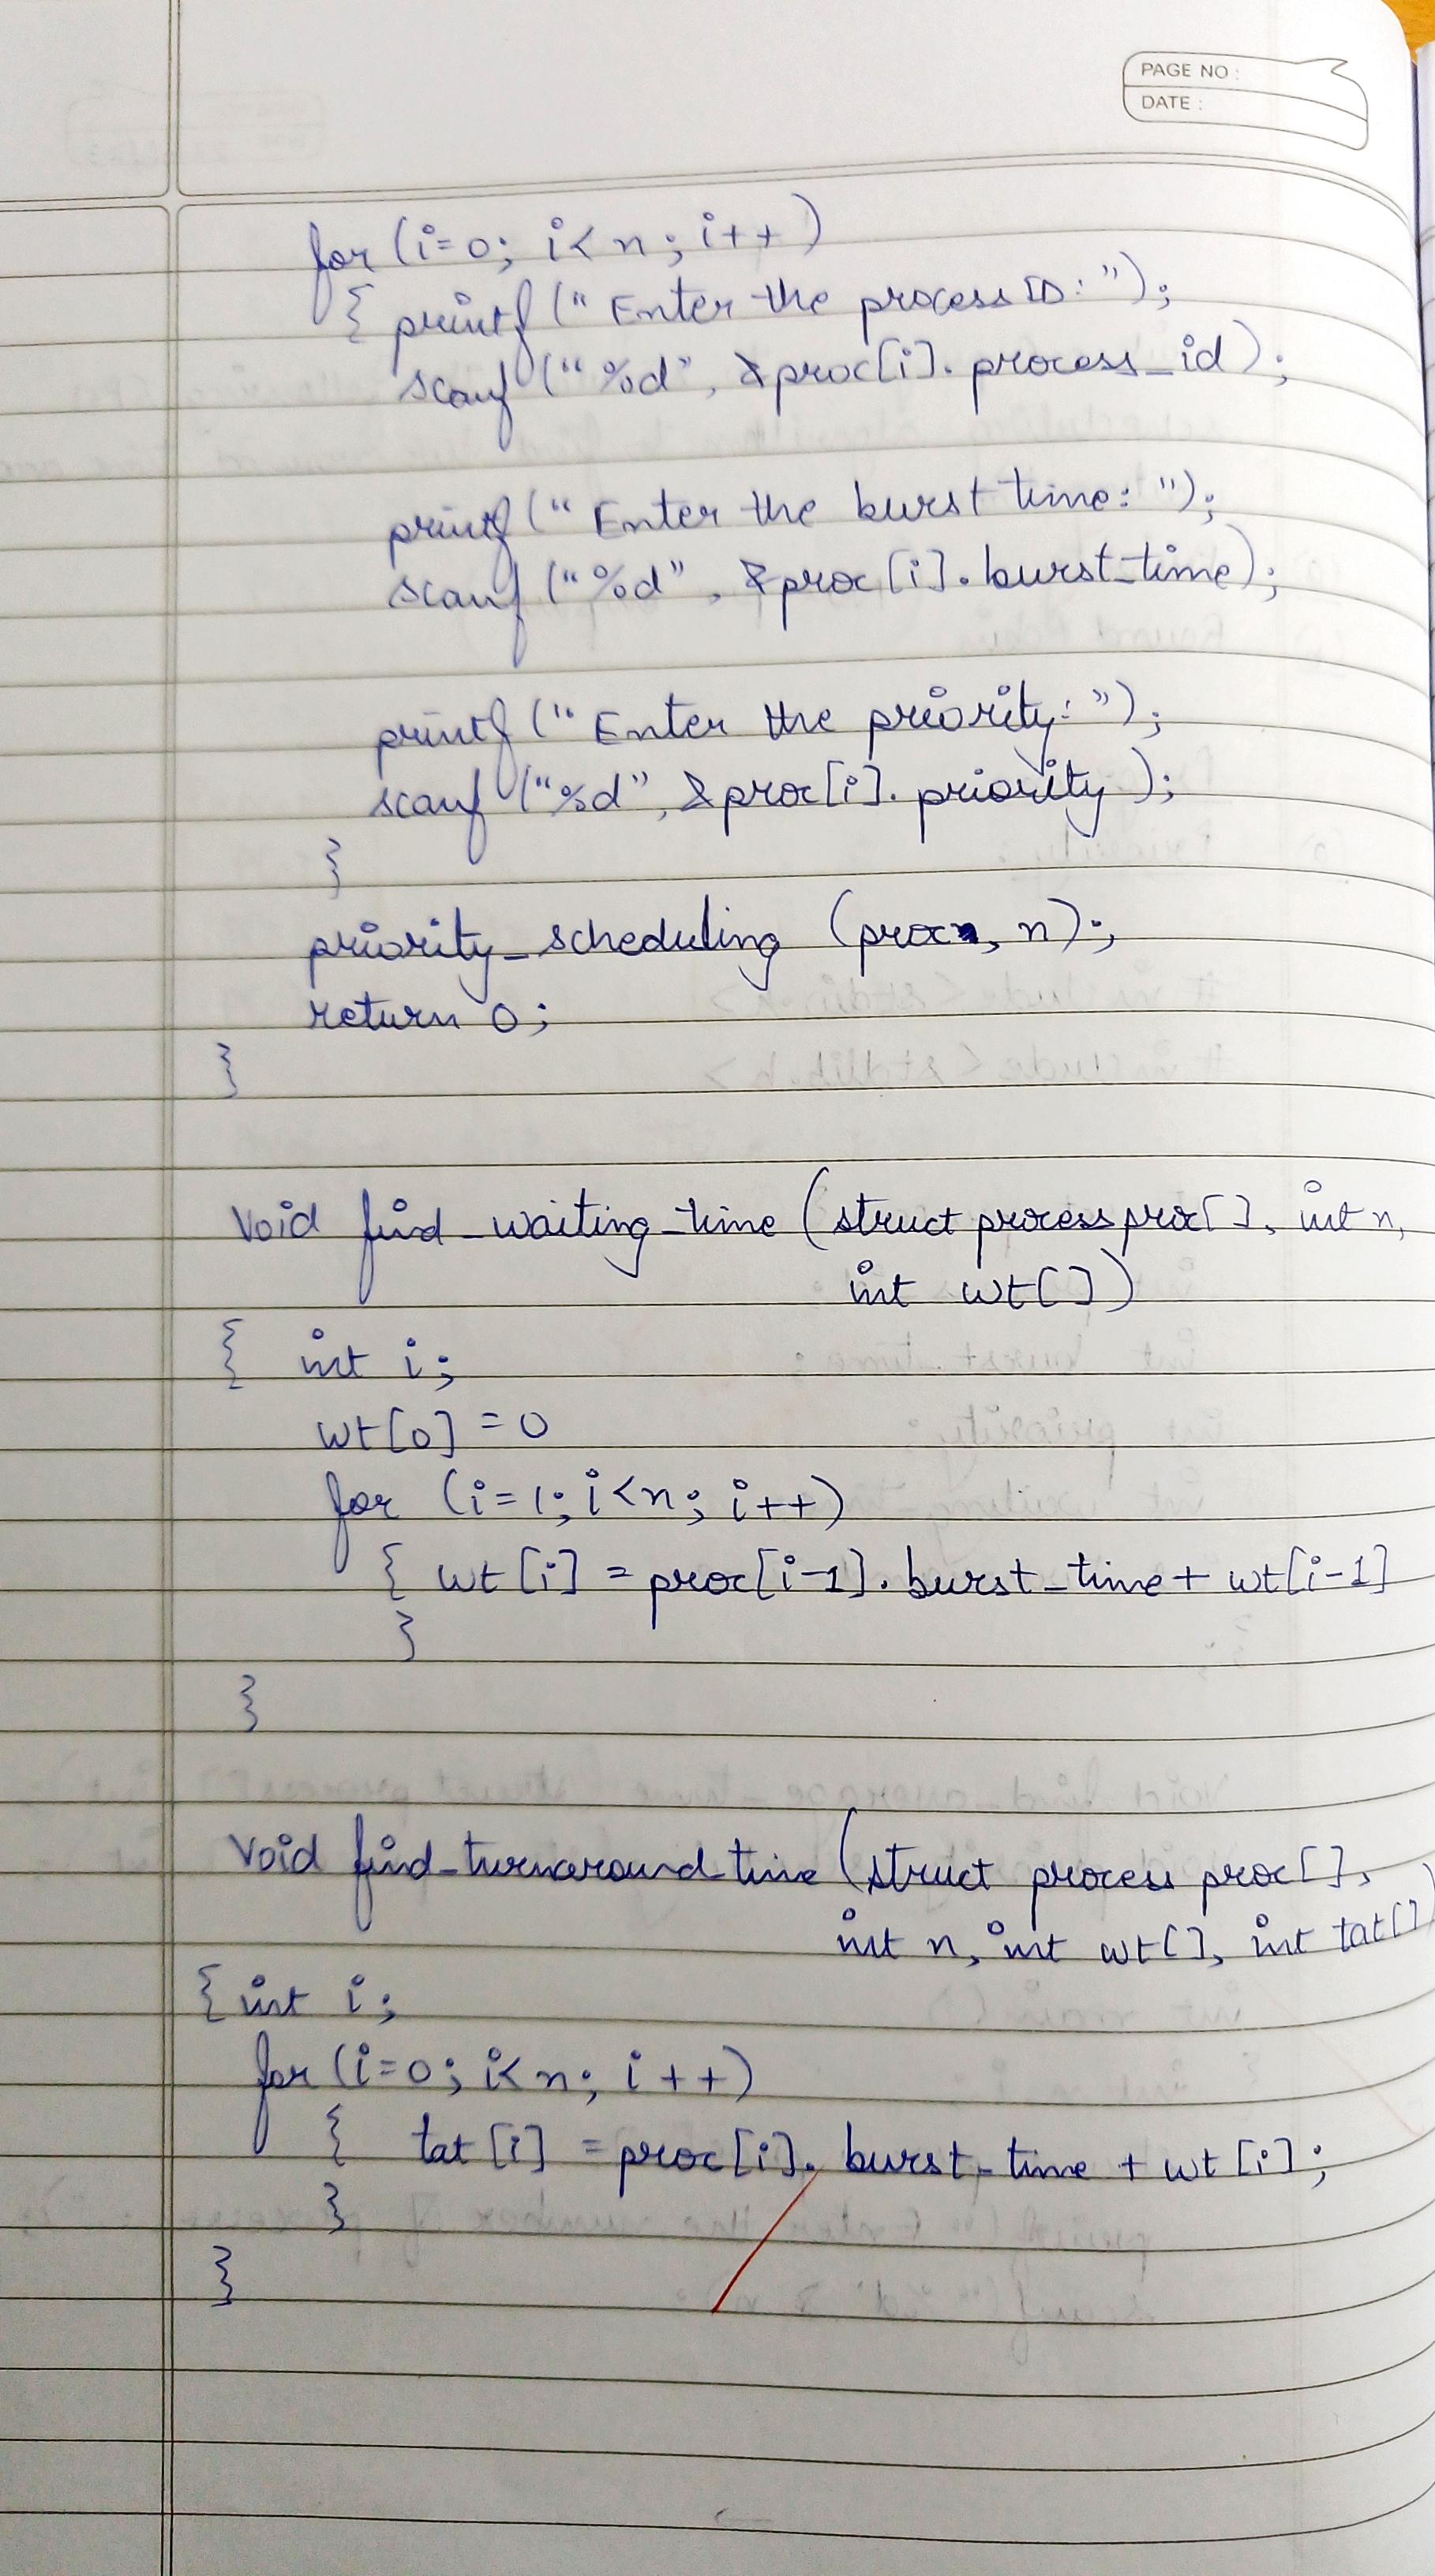 PAGE NO :
DATE :
for (i=0; i<n; i++)
{ printf (" Enter the process ID: ");
scanf ("%d", &proc[i]. process_id);
printf (" Enter the burst time: ");
scanf ("%d", &proc[i]. burst_time);
printf (" Enter the priority: ");
scanf ("%d", &proc[i]. priority );
}
priority_scheduling (proc, n);
return 0;
}
Void find_waiting_time (struct process proc[], int n,
int wt[])
{ int i;
wt[0] = 0
for (i=1; i<n; i++)
{ wt [i] = proc[i-1]. burst_time + wt[i-1]
}
}
Void find_turnaround_time (struct process proc[],
int n, int wt[], int tat[])
{ int i;
for (i=0; i<n; i++)
{ tat [i] = proc[i]. burst_time + wt [i];
}
}